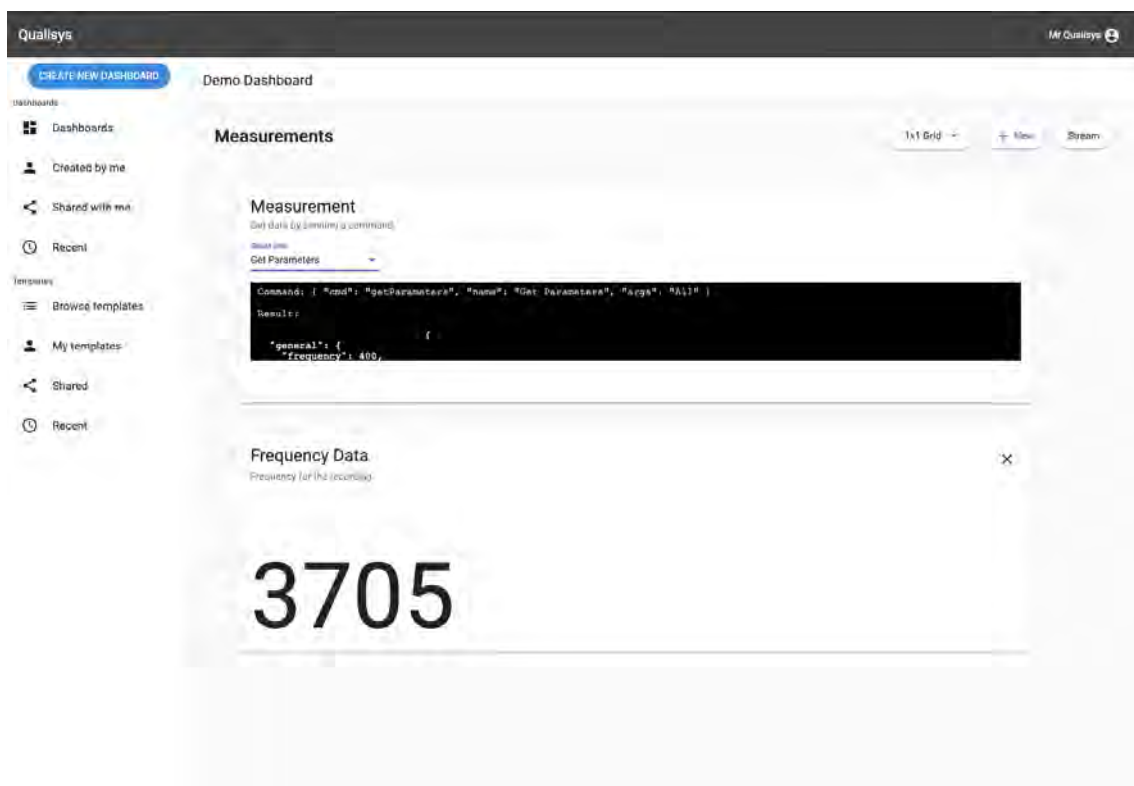 Qualisys
Mr Qualisys
CREATE NEW DASHBOARD
Demo Dashboard
Dashboards
Dashboards
Created by me
Shared with me
Recent
Templates
Browse templates
My templates
Shared
Recent
Measurements
1x1 Grid
+ New
Stream
Measurement
Get data by sending a command
Get Parameters
Command: { "cmd": "getParameters", "name": "Get Parameters", "args": "All" }
Result:
{
"general": {
"frequency": 400,
Frequency Data
Frequency for the recording
3705